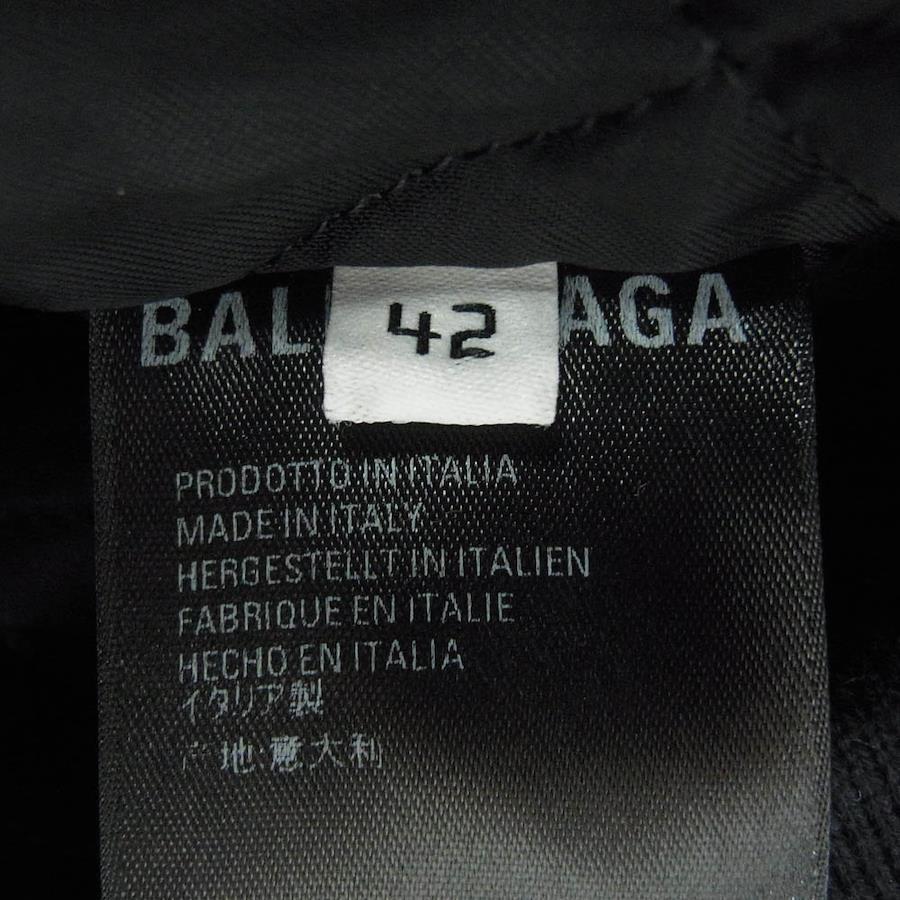 BAL AGA
42
PRODOTTO IN ITALIA
MADE IN ITALY
HERGESTELLT IN ITALIEN
FABRIQUE EN ITALIE
HECHO EN ITALIA
イタリア製
产地:意大利